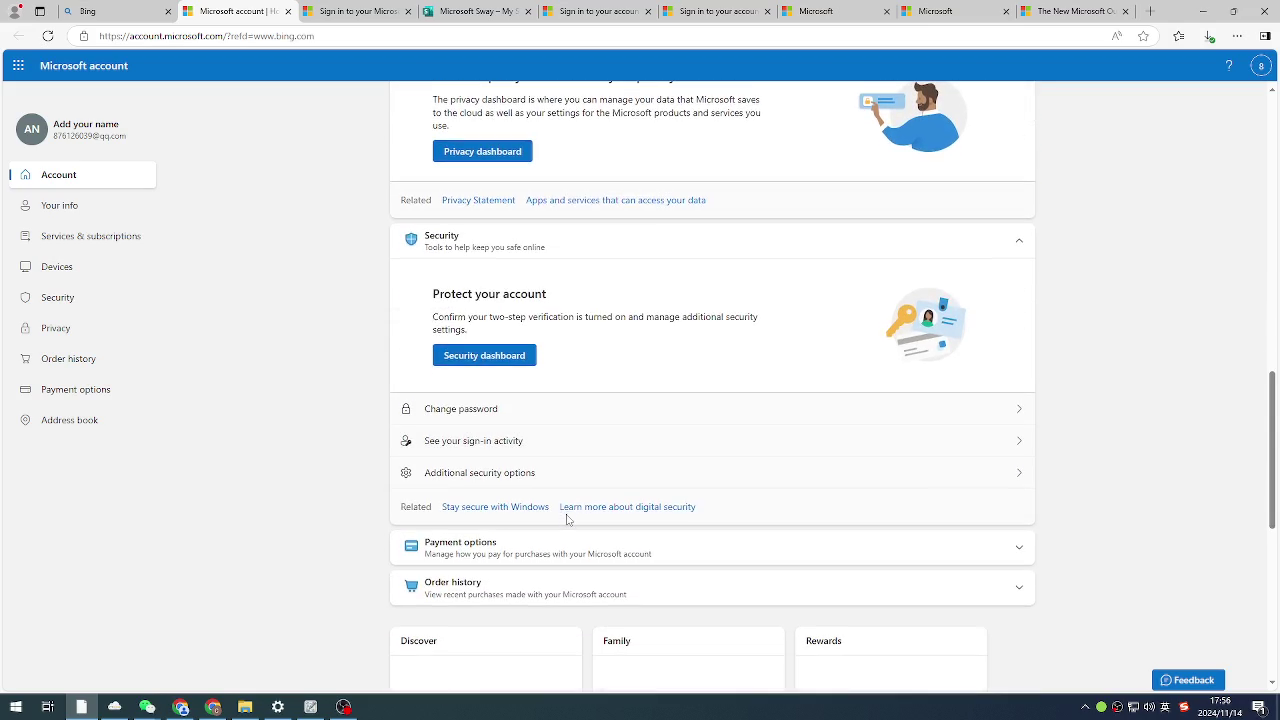 Bing
Microsoft account | Ho
Sign in to your Micros
Microsoft Sway – My S
Sign in to your accoun
Sign in to your accoun
Microsoft
Microsoft
The New Microsoft Ou
https://account.microsoft.com/?refd=www.bing.com
Microsoft account
?
8
AN
Add your name
876126039@qq.com
Account
Your info
Services & subscriptions
Devices
Security
Privacy
Order history
Payment options
Address book
The privacy dashboard is where you can manage your data that Microsoft saves
to the cloud as well as your settings for the Microsoft products and services you
use.
Privacy dashboard
Related Privacy Statement Apps and services that can access your data
Security
Tools to help keep you safe online
Protect your account
Confirm your two-step verification is turned on and manage additional security
settings.
Security dashboard
Change password
See your sign-in activity
Additional security options
Related Stay secure with Windows Learn more about digital security
Payment options
Manage how you pay for purchases with your Microsoft account
Order history
View recent purchases made with your Microsoft account
Discover
Family
Rewards
Feedback
英
17:56
2024/11/14